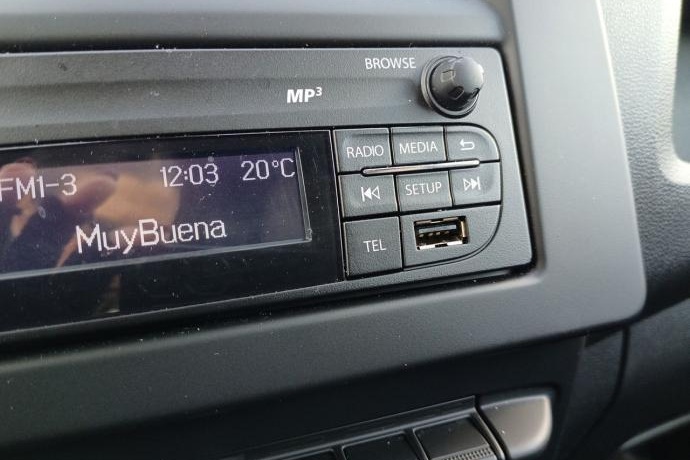 BROWSE
MP3
RADIO MEDIA
FM1-3 12:03 20°C
SETUP
MuyBuena
TEL